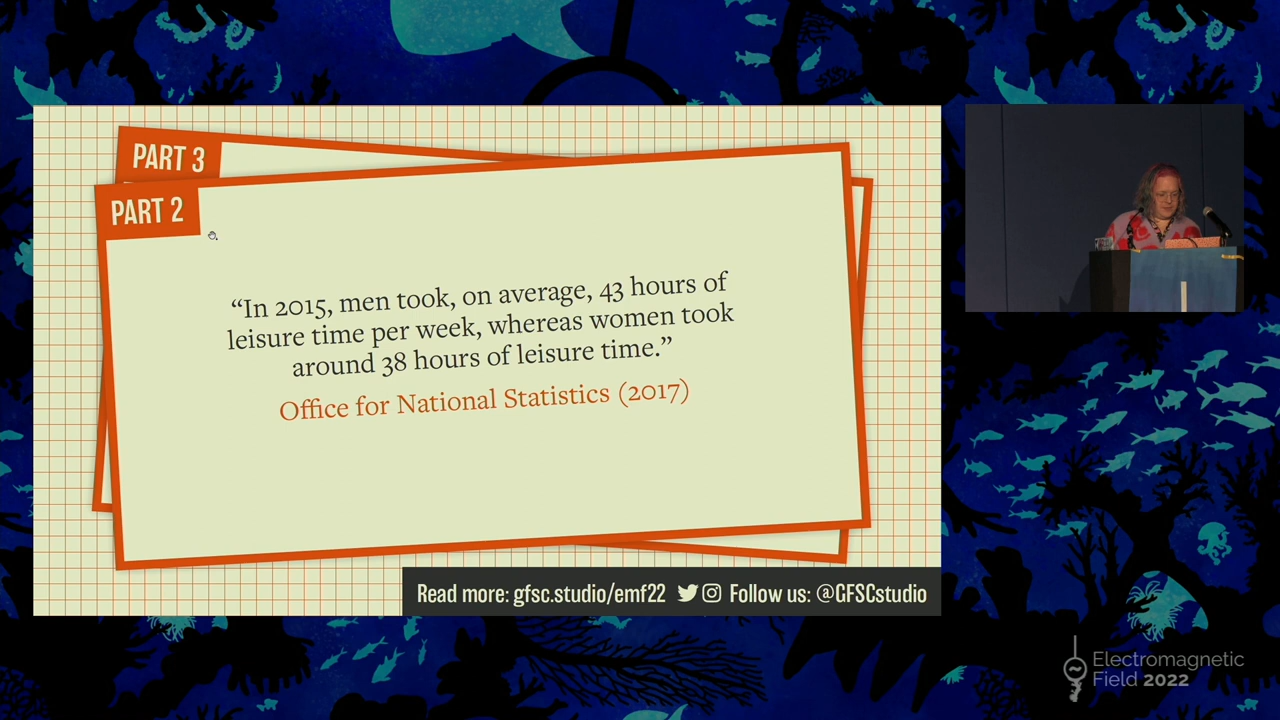 PART 3
PART 2
“In 2015, men took, on average, 43 hours of
leisure time per week, whereas women took
around 38 hours of leisure time.”
Office for National Statistics (2017)
Read more: gfsc.studio/emf22 Follow us: @GFSCstudio
Electromagnetic
Field 2022